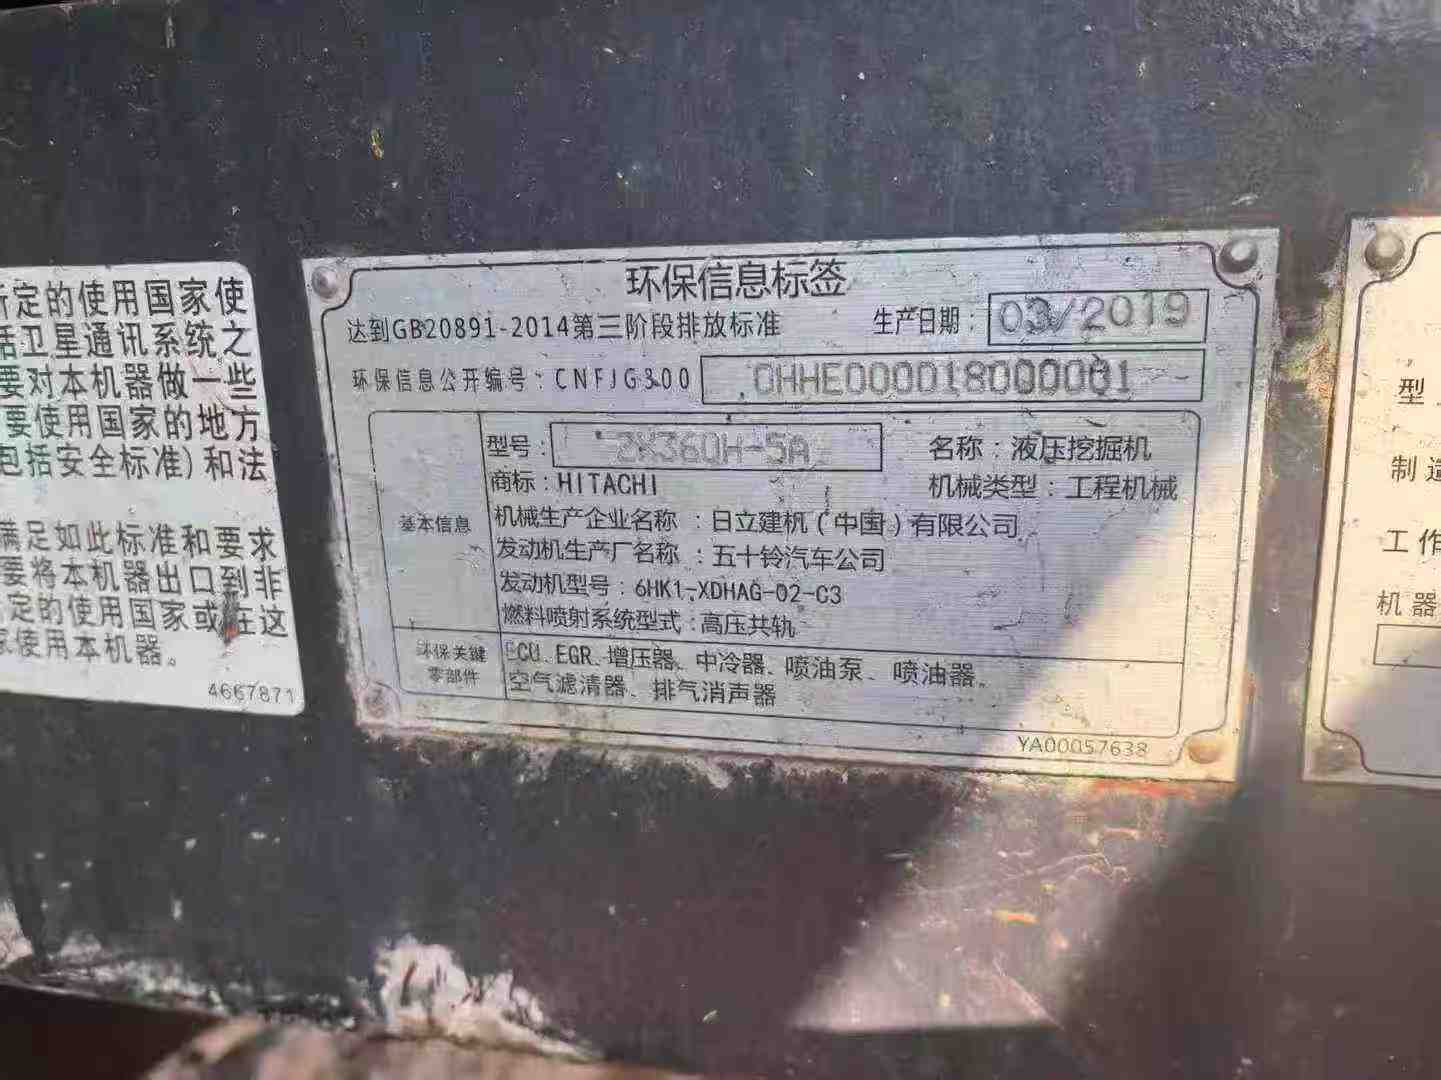 所定的使用国家使
括卫星通讯系统之
要对本机器做一些
要使用国家的地方
包括安全标准)和法
满足如此标准和要求
要将本机器出口到非
定的使用国家或在这
家使用本机器。
4667871
环保信息标签
达到GB20891-2014第三阶段排放标准
生产日期: 03/2019
环保信息公开编号: CNFJG300 0HHE000018000001
基本信息
型号: ZX360H-5A
名称: 液压挖掘机
商标: HITACHI
机械类型: 工程机械
机械生产企业名称 : 日立建机(中国)有限公司
发动机生产厂名称 : 五十铃汽车公司
发动机型号: 6HK1-XDHAG-02-C3
燃料喷射系统型式: 高压共轨
环保关键
零部件
ECU、EGR、增压器、中冷器、喷油泵、喷油器、
空气滤清器、排气消声器
YA00057638
型
制造
工作
机器